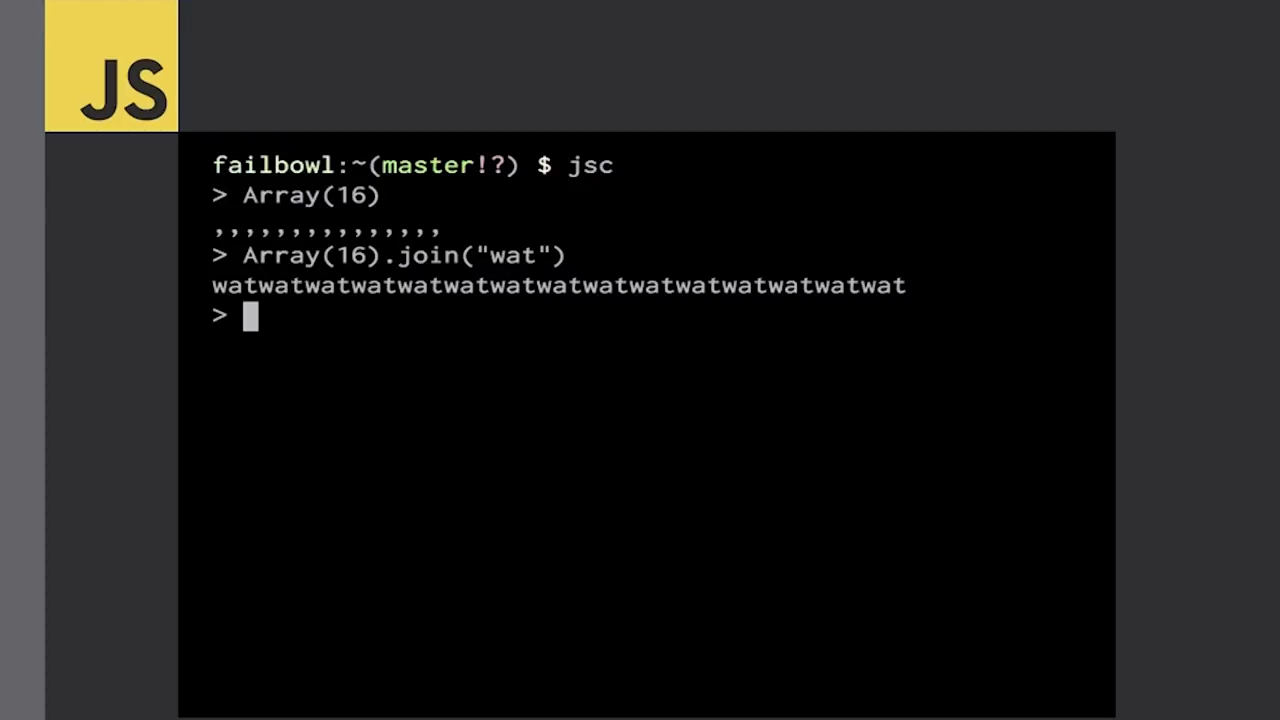 JS
failbowl:~(master!?) $ jsc
> Array(16)
,,,,,,,,,,,,,,,
> Array(16).join("wat")
watwatwatwatwatwatwatwatwatwatwatwatwatwatwat
>